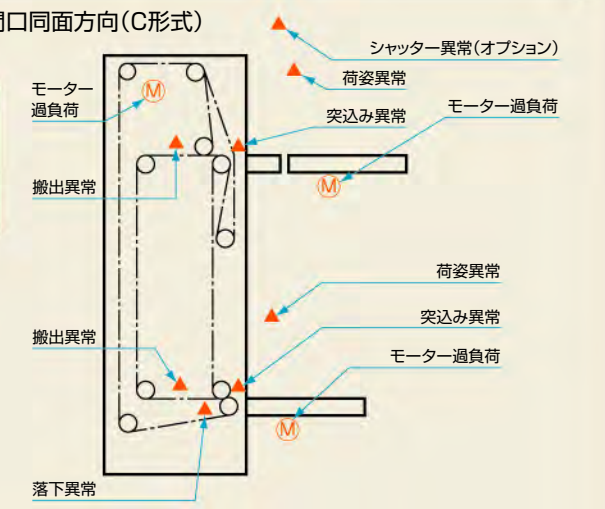 口同面方向(C形式)
シャッター異常(オプション)
荷姿異常
モーター
過負荷
M
突込み異常
モーター過負荷
搬出異常
M
荷姿異常
突込み異常
搬出異常
モーター過負荷
M
落下異常